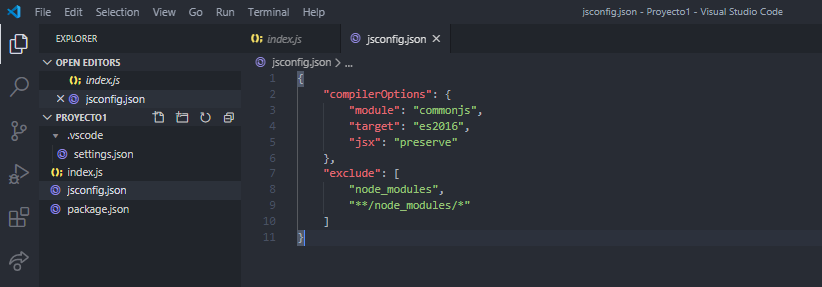 File Edit Selection View Go Run Terminal Help jsconfig.json - Proyecto1 - Visual Studio Code
EXPLORER
OPEN EDITORS
index.js
jsconfig.json
PROYECTO1
.vscode
settings.json
index.js
jsconfig.json
package.json
index.js jsconfig.json
jsconfig.json > ...
1 {
2 "compilerOptions": {
3 "module": "commonjs",
4 "target": "es2016",
5 "jsx": "preserve"
6 },
7 "exclude": [
8 "node_modules",
9 "**/node_modules/*"
10 ]
11 }